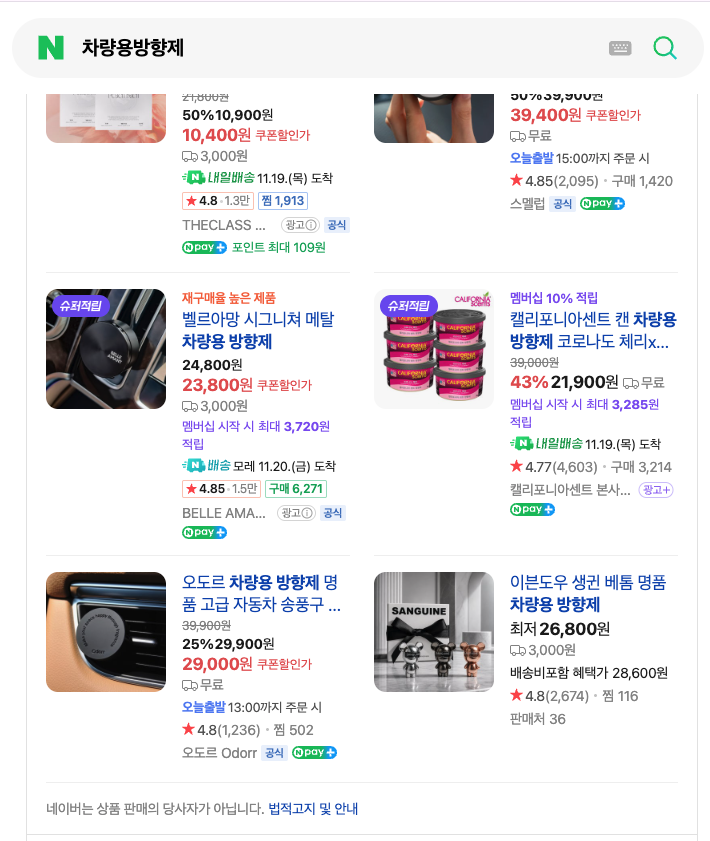 N 차량용방향제
21,800원
50%10,900원
10,400원 쿠폰할인가
3,000원
N 내일배송 11.19.(목) 도착
★4.8 · 1.3만 찜 1,913
THECLASS ... 광고ⓘ 공식
N pay+ 포인트 최대 109원
50%39,900원
39,400원 쿠폰할인가
무료
오늘출발 15:00까지 주문 시
★4.85(2,095) · 구매 1,420
스멜럽 공식 N pay+
슈퍼적립
BELLE
AMANT
재구매율 높은 제품
벨르아망 시그니쳐 메탈
차량용 방향제
24,800원
23,800원 쿠폰할인가
3,000원
멤버십 시작 시 최대 3,720원
적립
N 배송 모레 11.20.(금) 도착
★4.85 · 1.5만 구매 6,271
BELLE AMA... 광고ⓘ 공식
N pay+
슈퍼적립
CALIFORNIA
SCENTS
멤버십 10% 적립
캘리포니아센트 캔 차량용
방향제 코로나도 체리x...
39,000원
43% 21,900원 무료
멤버십 시작 시 최대 3,285원
적립
N 내일배송 11.19.(목) 도착
★4.77(4,603) · 구매 3,214
캘리포니아센트 본사... 광고+
N pay+
오도르 차량용 방향제 명
품 고급 자동차 송풍구 ...
39,900원
25%29,900원
29,000원 쿠폰할인가
무료
오늘출발 13:00까지 주문 시
★4.8(1,236) · 찜 502
오도르 Odorr 공식 N pay+
SANGUINE
이븐도우 생귄 베톰 명품
차량용 방향제
최저 26,800원
3,000원
배송비포함 혜택가 28,600원
★4.8(2,674) · 찜 116
판매처 36
네이버는 상품 판매의 당사자가 아닙니다. 법적고지 및 안내